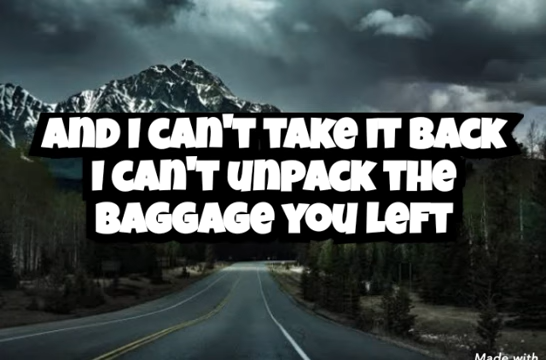 AND I CAN'T TAKE IT BACK
I CAN'T UNPACK THE
BAGGAGE YOU LEFT
Made with